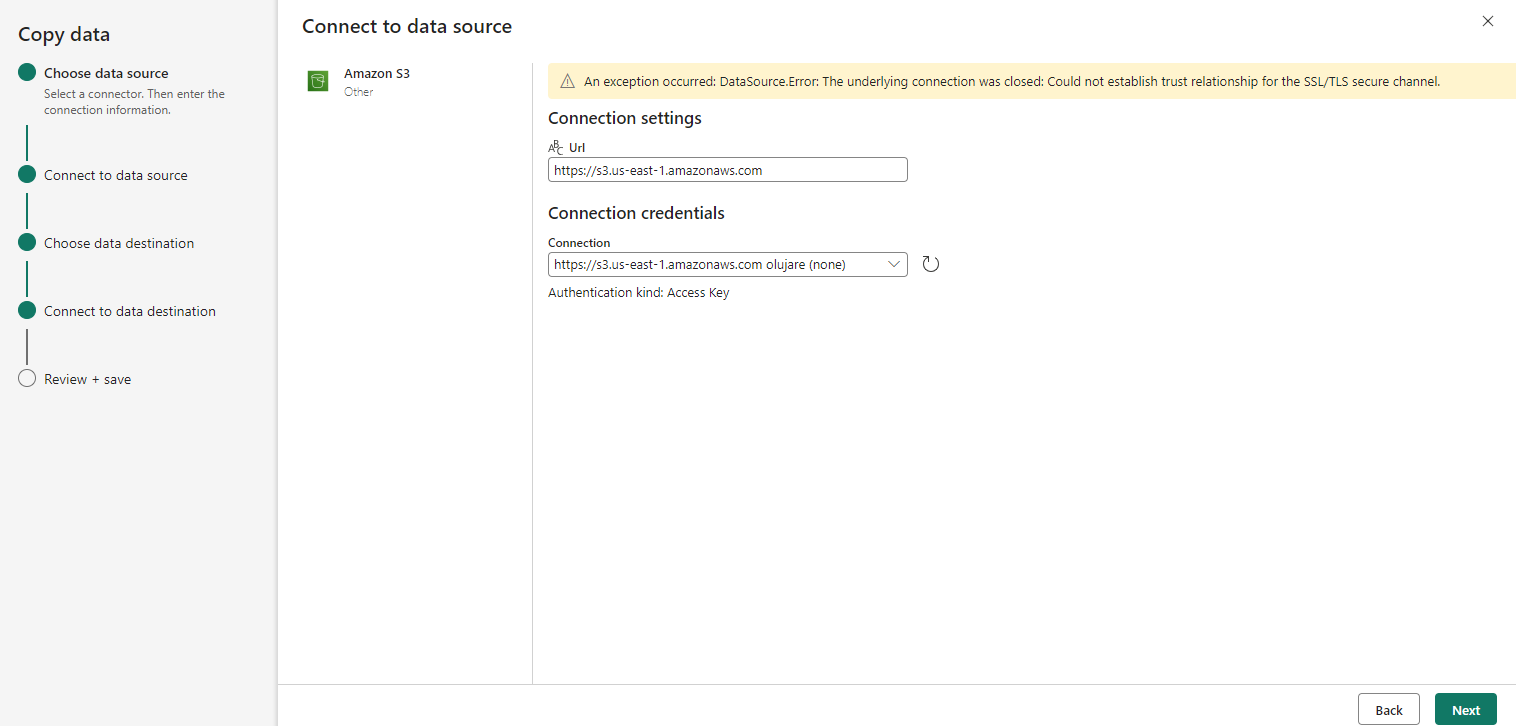 Copy data
Choose data source
Select a connector. Then enter the
connection information.
Connect to data source
Choose data destination
Connect to data destination
Review + save
Connect to data source
Amazon S3
Other
An exception occurred: DataSource.Error: The underlying connection was closed: Could not establish trust relationship for the SSL/TLS secure channel.
Connection settings
ABC Url
https://s3.us-east-1.amazonaws.com
Connection credentials
Connection
https://s3.us-east-1.amazonaws.com olujare (none)
Authentication kind: Access Key
Back
Next